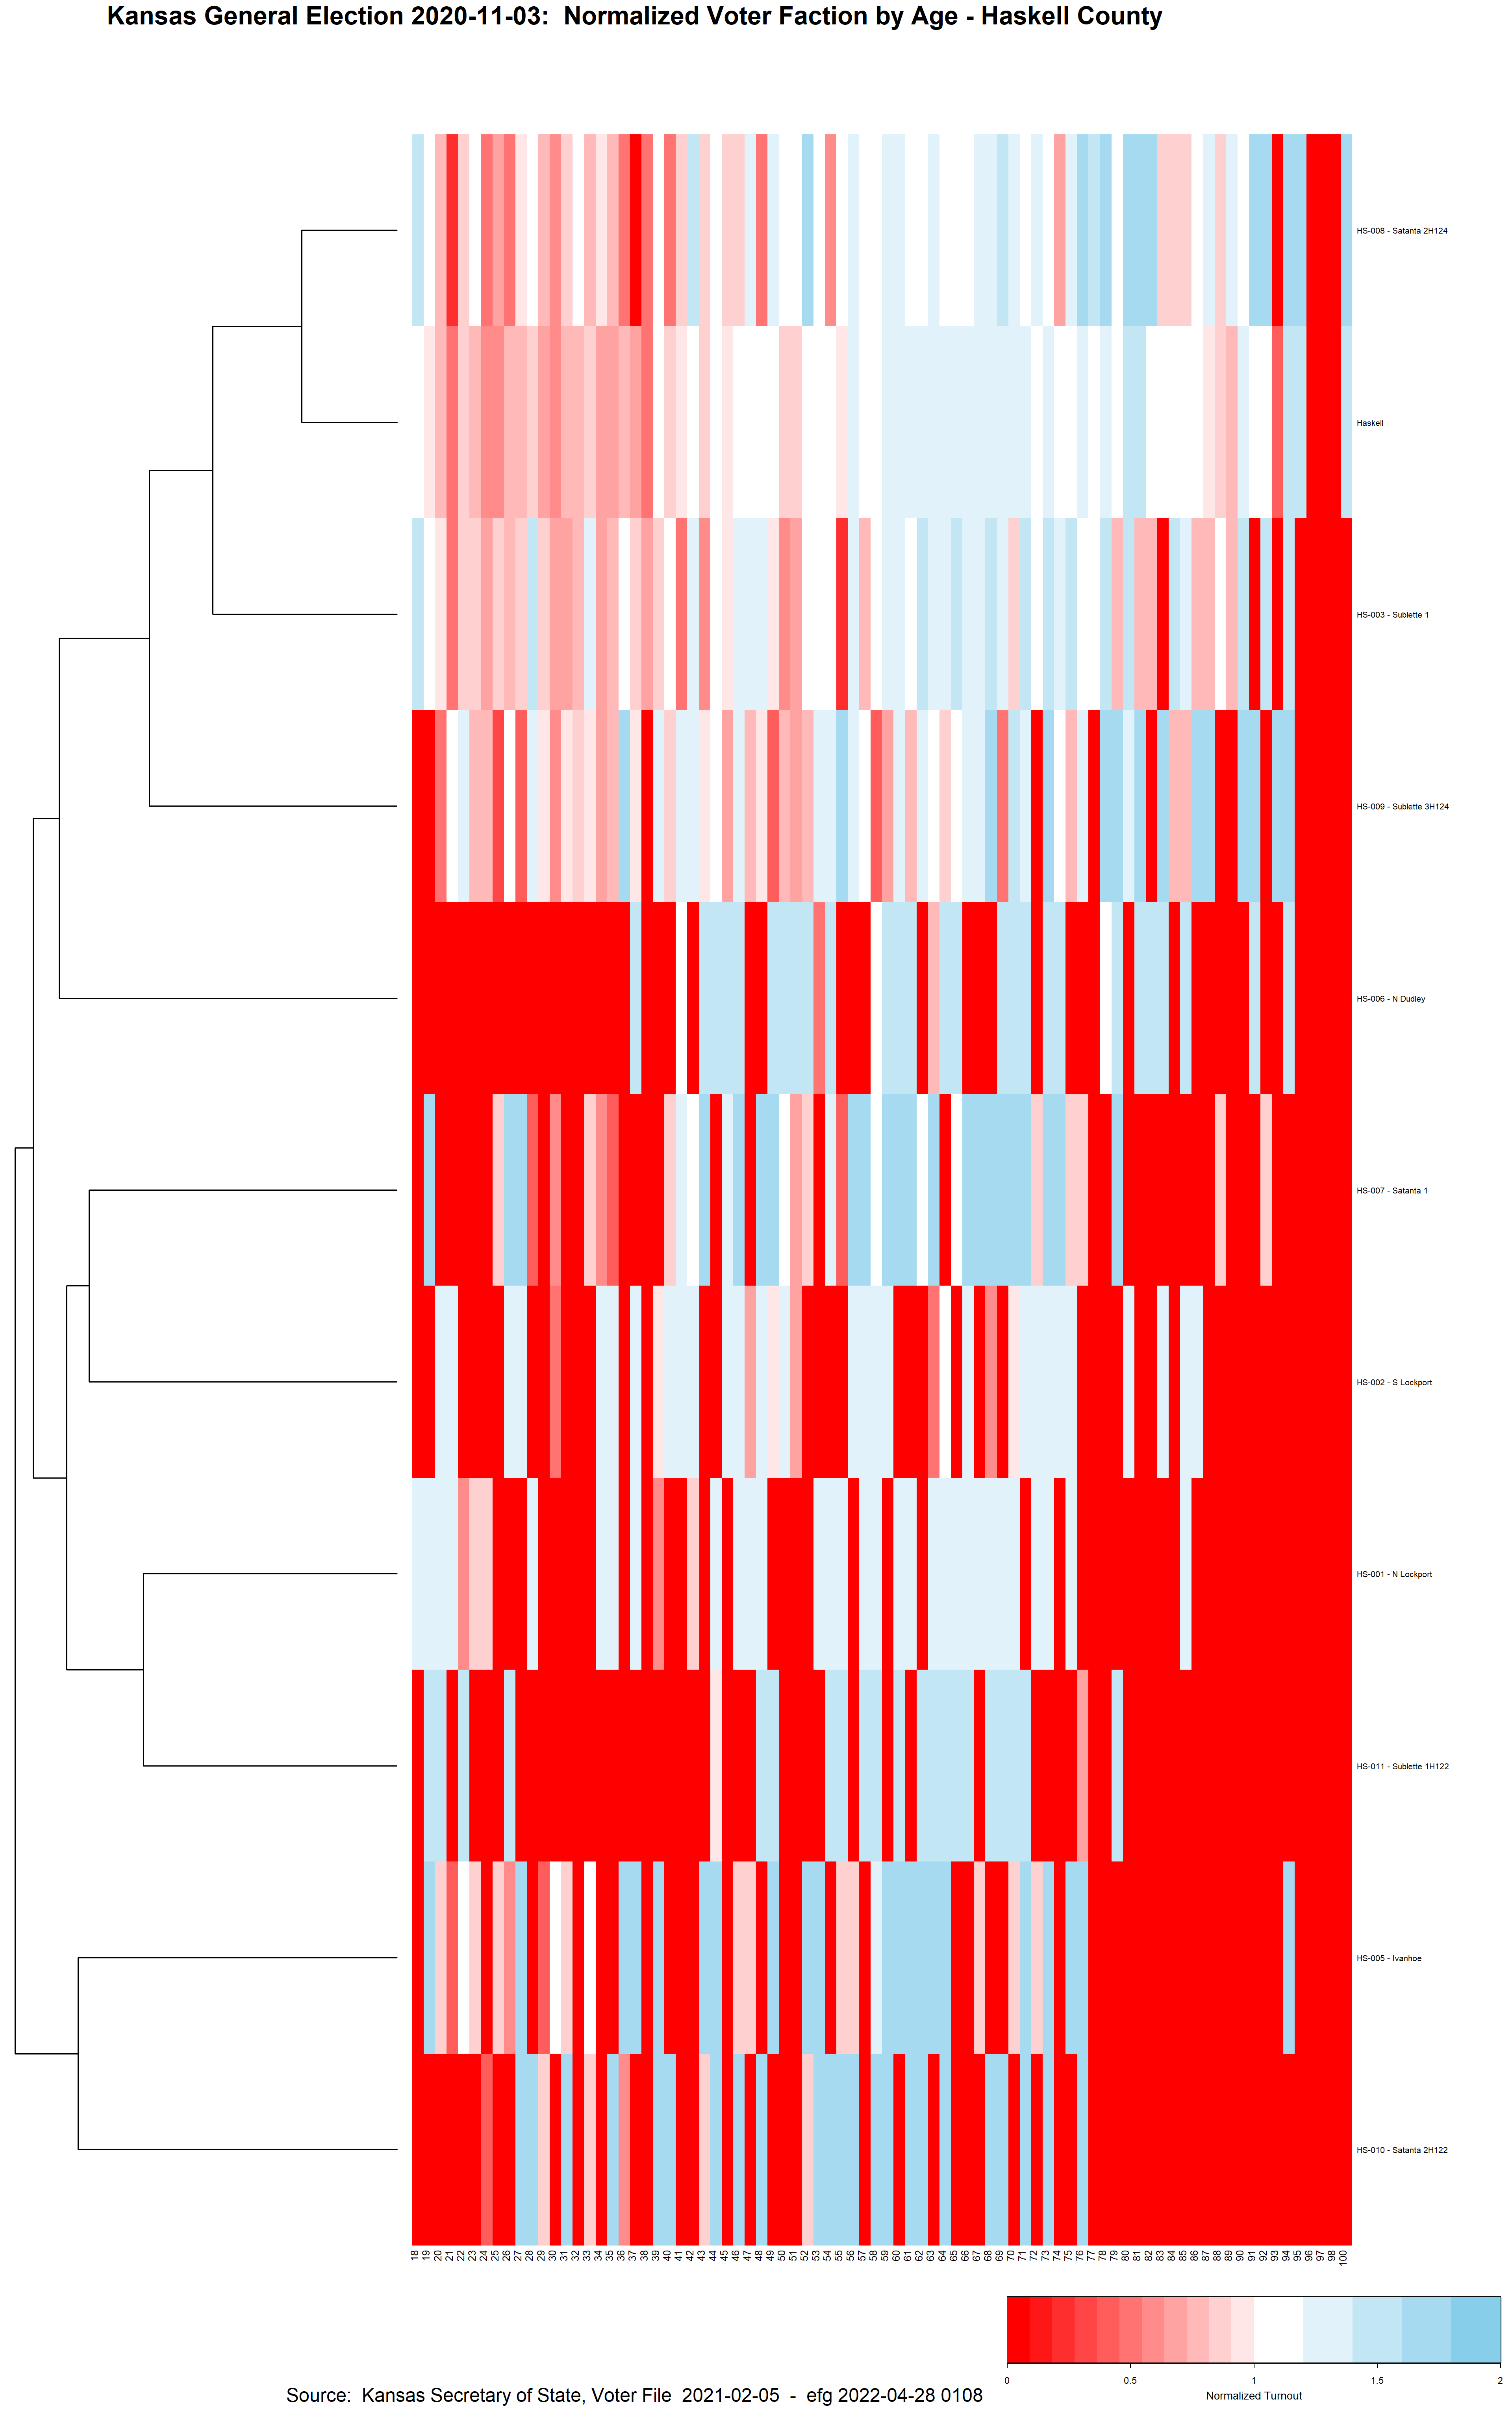 Kansas General Election 2020-11-03:  Normalized Voter Faction by Age - Haskell County
HS-008 - Satanta 2H124
Haskell
HS-003 - Sublette 1
HS-009 - Sublette 3H124
HS-006 - N Dudley
HS-007 - Satanta 1
HS-002 - S Lockport
HS-001 - N Lockport
HS-011 - Sublette 1H122
HS-005 - Ivanhoe
HS-010 - Satanta 2H122
18 19 20 21 22 23 24 25 26 27 28 29 30 31 32 33 34 35 36 37 38 39 40 41 42 43 44 45 46 47 48 49 50 51 52 53 54 55 56 57 58 59 60 61 62 63 64 65 66 67 68 69 70 71 72 73 74 75 76 77 78 79 80 81 82 83 84 85 86 87 88 89 90 91 92 93 94 95 96 97 98 100
0 0.5 1 1.5 2
Normalized Turnout
Source:  Kansas Secretary of State, Voter File  2021-02-05  -  efg 2022-04-28 0108